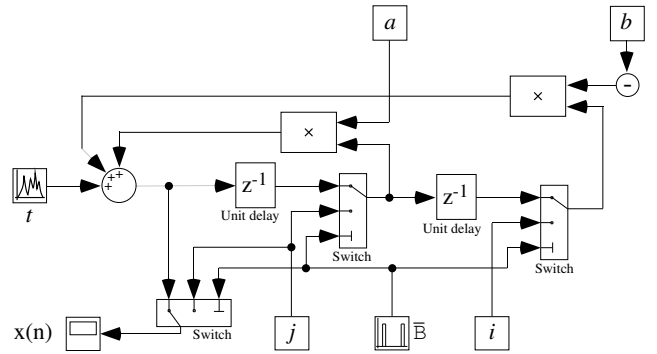 a
b
×
×
-
+
+
+
t
z-1
Unit delay
Switch
z-1
Unit delay
Switch
x(n)
Switch
j
B̅
i